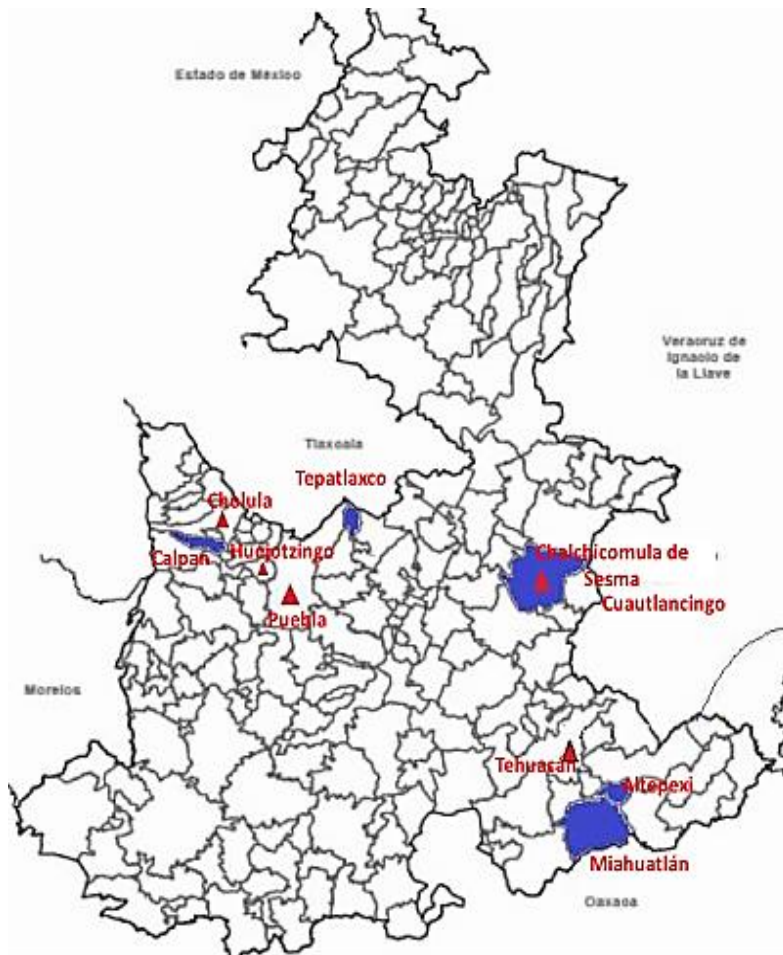 Estado de México
Veracruz de
Ignacio de
la Llave
Tlaxcala
Tepatlaxco
Cholula
Calpan
Huejotzingo
Chalchicomula de
Sesma
Cuautlancingo
Puebla
Morelos
Tehuacán
Altepexi
Miahuatlán
Oaxaca